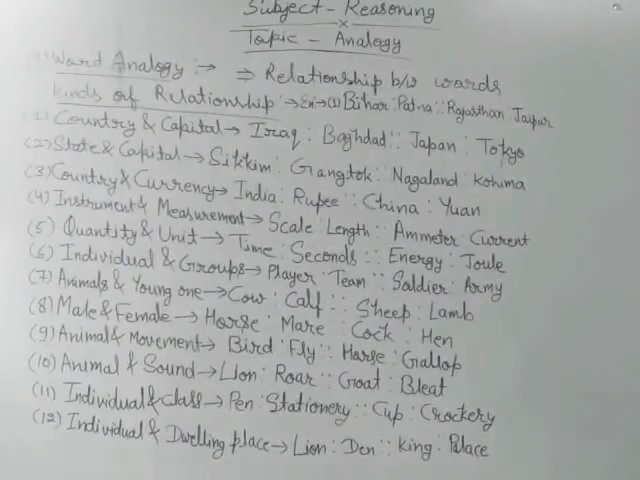 Subject - Reasoning
Topic - Analogy
(1) Word Analogy :→ ⇒ Relationship b/w words
Kinds of Relationship :→ Ex→(1) Bihar : Patna :: Rajasthan : Jaipur
(1) Country & Capital → Iraq : Baghdad :: Japan : Tokyo
(2) State & Capital → Sikkim : Gangtok : Nagaland : Kohima
(3) Country & Currency → India : Rupee :: China : Yuan
(4) Instrument & Measurement → Scale : Length :: Ammeter : Current
(5) Quantity & Unit → Time : Seconds :: Energy : Joule
(6) Individual & Groups → Player : Team :: Saldier : Army
(7) Animals & Young one → Cow : Calf :: Sheep : Lamb
(8) Male & Female → Horse : Mare : Cock : Hen
(9) Animal & Movement → Bird : Fly :: Horse : Gallop
(10) Animal & Sound → Lion : Roar :: Goat : Bleat
(11) Individual & Class → Pen : Stationery :: Cup : Crockery
(12) Individual & Dwelling place → Lion : Den :: King : Palace